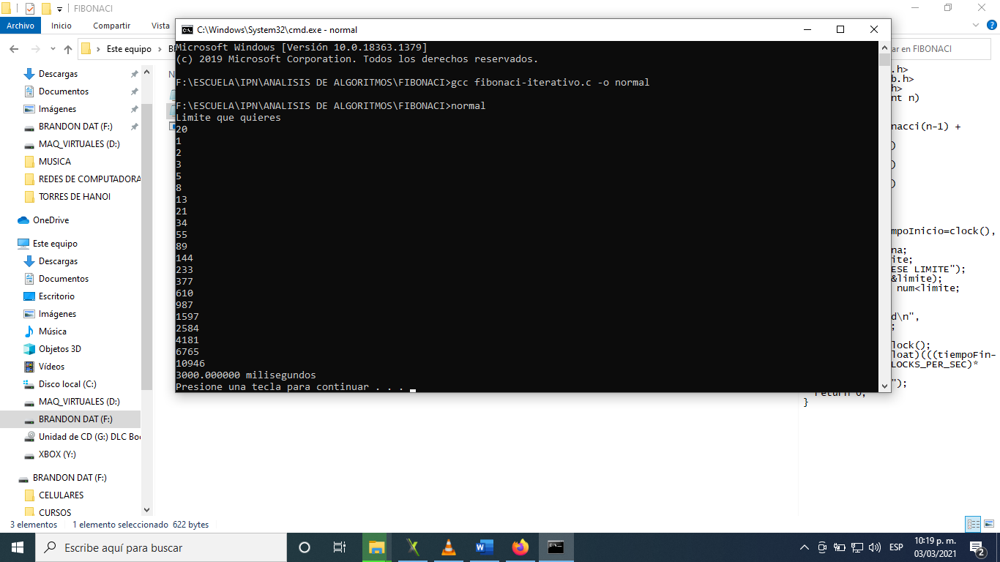 FIBONACI
Archivo
Inicio
Compartir
Vista
Este equipo
ar en FIBONACI
C:\Windows\System32\cmd.exe - normal
Microsoft Windows [Versión 10.0.18363.1379]
(c) 2019 Microsoft Corporation. Todos los derechos reservados.
F:\ESCUELA\IPN\ANALISIS DE ALGORITMOS\FIBONACI>gcc fibonaci-iterativo.c -o normal
F:\ESCUELA\IPN\ANALISIS DE ALGORITMOS\FIBONACI>normal
Limite que quieres
20
1
2
3
5
8
13
21
34
55
89
144
233
377
610
987
1597
2584
4181
6765
10946
3000.000000 milisegundos
Presione una tecla para continuar . . .
Descargas
Documentos
Imágenes
BRANDON DAT (F:)
MAQ_VIRTUALES (D:)
MUSICA
REDES DE COMPUTADORA
TORRES DE HANOI
OneDrive
Este equipo
Descargas
Documentos
Escritorio
Imágenes
Música
Objetos 3D
Vídeos
Disco local (C:)
MAQ_VIRTUALES (D:)
BRANDON DAT (F:)
Unidad de CD (G:) DLC Boo
XBOX (Y:)
BRANDON DAT (F:)
CELULARES
CURSOS
.h>
b.h>
h>
nt n)
nacci(n-1) +
)
)
)
mpoInicio=clock(),
na;
ite;
ESE LIMITE");
&limite);
num<limite;
d\n",
;
lock();
loat)(((tiempoFin-
LOCKS_PER_SEC)*
");
return 0;
}
3 elementos
1 elemento seleccionado 622 bytes
Escribe aquí para buscar
ESP
10:19 p. m.
03/03/2021
2